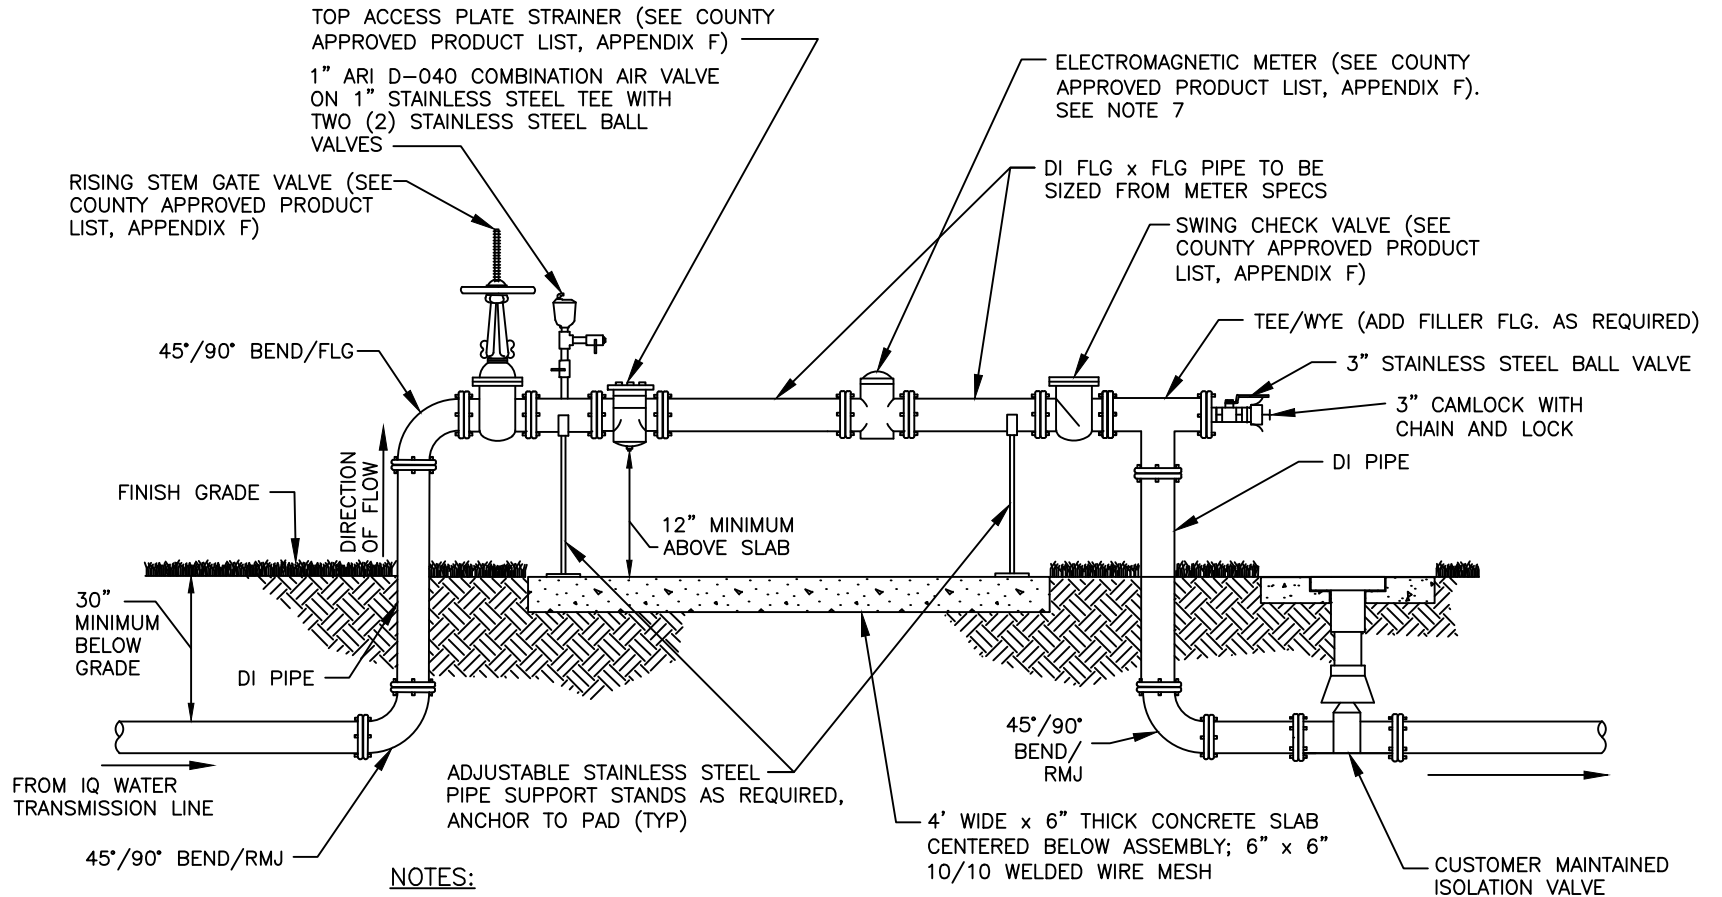 TOP ACCESS PLATE STRAINER (SEE COUNTY
APPROVED PRODUCT LIST, APPENDIX F)
1” ARI D–040 COMBINATION AIR VALVE
ON 1” STAINLESS STEEL TEE WITH
TWO (2) STAINLESS STEEL BALL
VALVES
RISING STEM GATE VALVE (SEE
COUNTY APPROVED PRODUCT
LIST, APPENDIX F)
ELECTROMAGNETIC METER (SEE COUNTY
APPROVED PRODUCT LIST, APPENDIX F).
SEE NOTE 7
DI FLG x FLG PIPE TO BE
SIZED FROM METER SPECS
SWING CHECK VALVE (SEE
COUNTY APPROVED PRODUCT
LIST, APPENDIX F)
TEE/WYE (ADD FILLER FLG. AS REQUIRED)
45°/90° BEND/FLG
3” STAINLESS STEEL BALL VALVE
3” CAMLOCK WITH
CHAIN AND LOCK
DI PIPE
FINISH GRADE
DIRECTION
OF FLOW
12” MINIMUM
ABOVE SLAB
30”
MINIMUM
BELOW
GRADE
DI PIPE
45°/90°
BEND/
RMJ
FROM IQ WATER
TRANSMISSION LINE
ADJUSTABLE STAINLESS STEEL
PIPE SUPPORT STANDS AS REQUIRED,
ANCHOR TO PAD (TYP)
4’ WIDE x 6” THICK CONCRETE SLAB
CENTERED BELOW ASSEMBLY; 6” x 6”
10/10 WELDED WIRE MESH
45°/90° BEND/RMJ
CUSTOMER MAINTAINED
ISOLATION VALVE
NOTES: